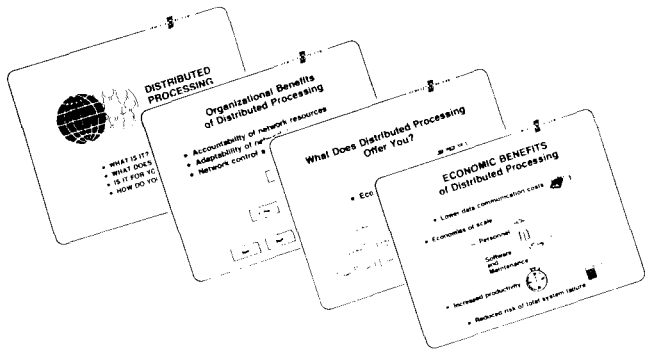 DISTRIBUTED
PROCESSING
• WHAT IS IT?
• WHAT DOES
• IS IT FOR YO
• HOW DO YOU
Organizational Benefits
of Distributed Processing
• Accountability of network resources
• Adaptability of
• Network control
What Does Distributed Processing
Offer You?
• Eco
ECONOMIC BENEFITS
of Distributed Processing
• Lower data communication costs
• Economies of scale
– Personnel
Software
and
Maintenance
• Increased productivity
• Reduced risk of total system failure